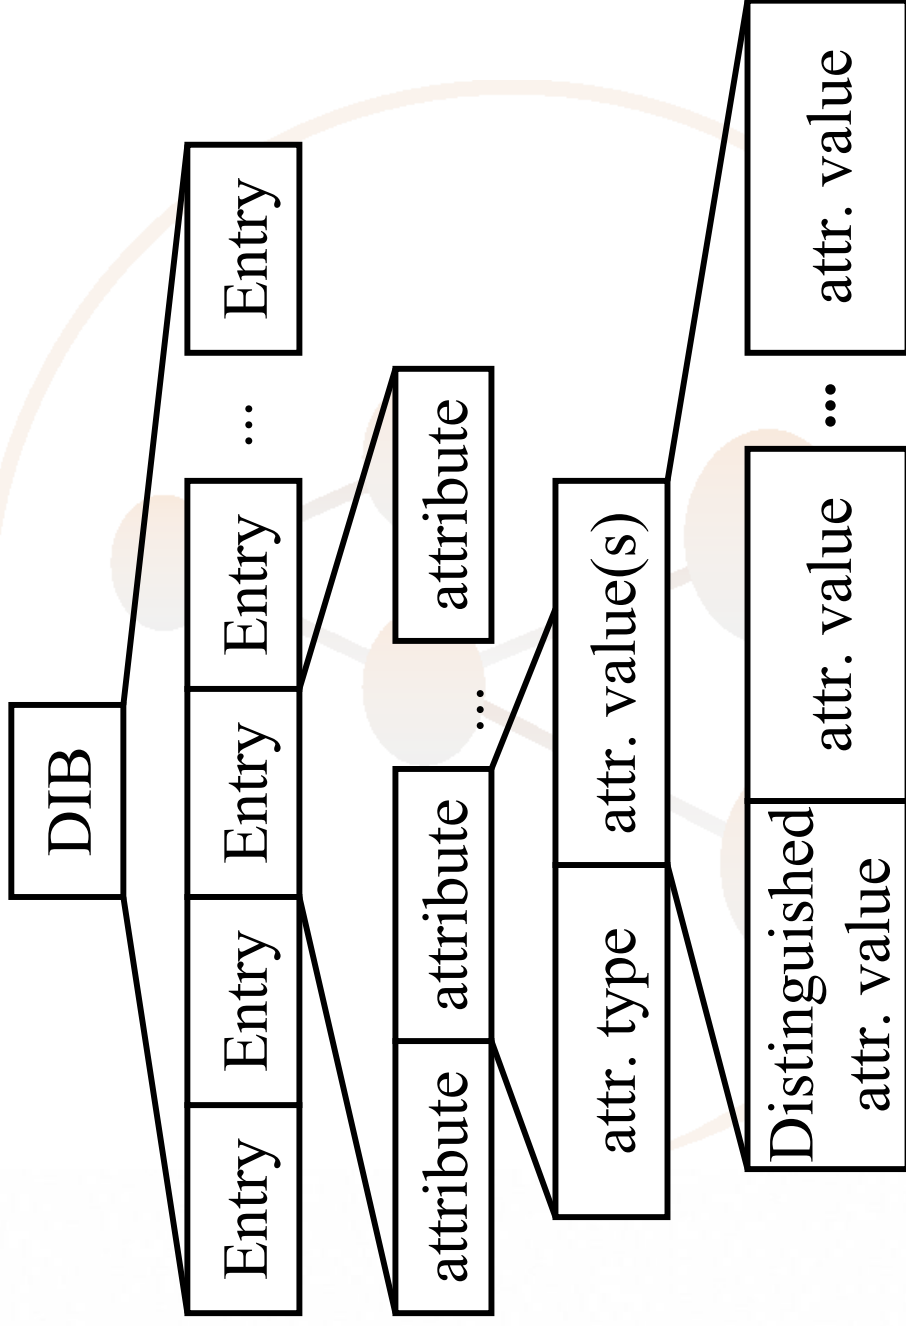 DIB
Entry
Entry
Entry
Entry
...
Entry
attribute
attribute
...
attribute
attr. type
attr. value(s)
Distinguished
attr. value
attr. value
...
attr. value